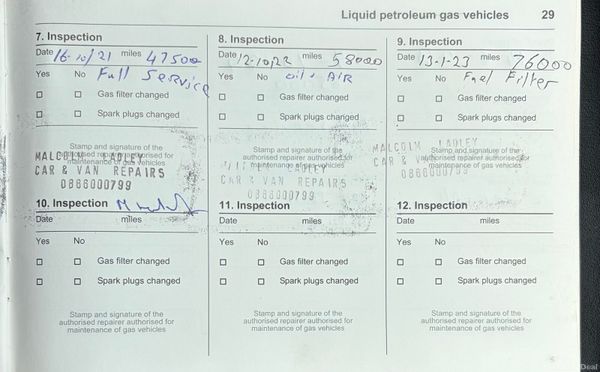 Liquid petroleum gas vehicles 29
7. Inspection
Date 16-10/21 miles 47500
Yes No Full Service
Gas filter changed
Spark plugs changed
Stamp and signature of the
authorised repairer authorised for
maintenance of gas vehicles
MALCOLM LADLEY
CAR & VAN REPAIRS
0866000799
8. Inspection
Date 12-10/22 miles 58000
Yes No oil + AIR
Gas filter changed
Spark plugs changed
Stamp and signature of the
authorised repairer authorised for
maintenance of gas vehicles
LADLEY
CAR & VAN REPAIRS
0866000799
9. Inspection
Date 13-1-23 miles 76000
Yes No Fuel Filter
Gas filter changed
Spark plugs changed
Stamp and signature of the
authorised repairer authorised for
maintenance of gas vehicles
MALCOLM LADLEY
CAR & VAN
0866000799
10. Inspection
Date miles
Yes No
Gas filter changed
Spark plugs changed
Stamp and signature of the
authorised repairer authorised for
maintenance of gas vehicles
11. Inspection
Date miles
Yes No
Gas filter changed
Spark plugs changed
Stamp and signature of the
authorised repairer authorised for
maintenance of gas vehicles
12. Inspection
Date miles
Yes No
Gas filter changed
Spark plugs changed
Stamp and signature of the
authorised repairer authorised for
maintenance of gas vehicles